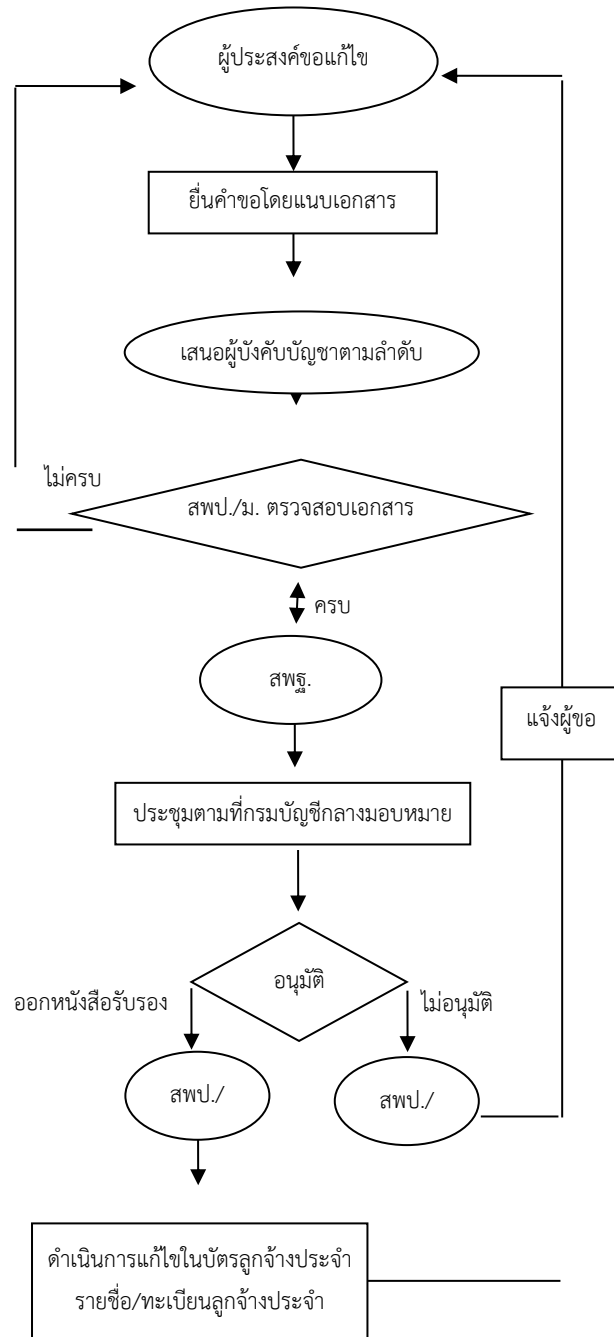 ผู้ประสงค์ขอแก้ไข
ยื่นคำขอโดยแนบเอกสาร
เสนอผู้บังคับบัญชาตามลำดับ
ไม่ครบ
สพป./ม. ตรวจสอบเอกสาร
ครบ
สพฐ.
แจ้งผู้ขอ
ประชุมตามที่กรมบัญชีกลางมอบหมาย
อนุมัติ
ออกหนังสือรับรอง
ไม่อนุมัติ
สพป./
สพป./
ดำเนินการแก้ไขในบัตรลูกจ้างประจำ
รายชื่อ/ทะเบียนลูกจ้างประจำ